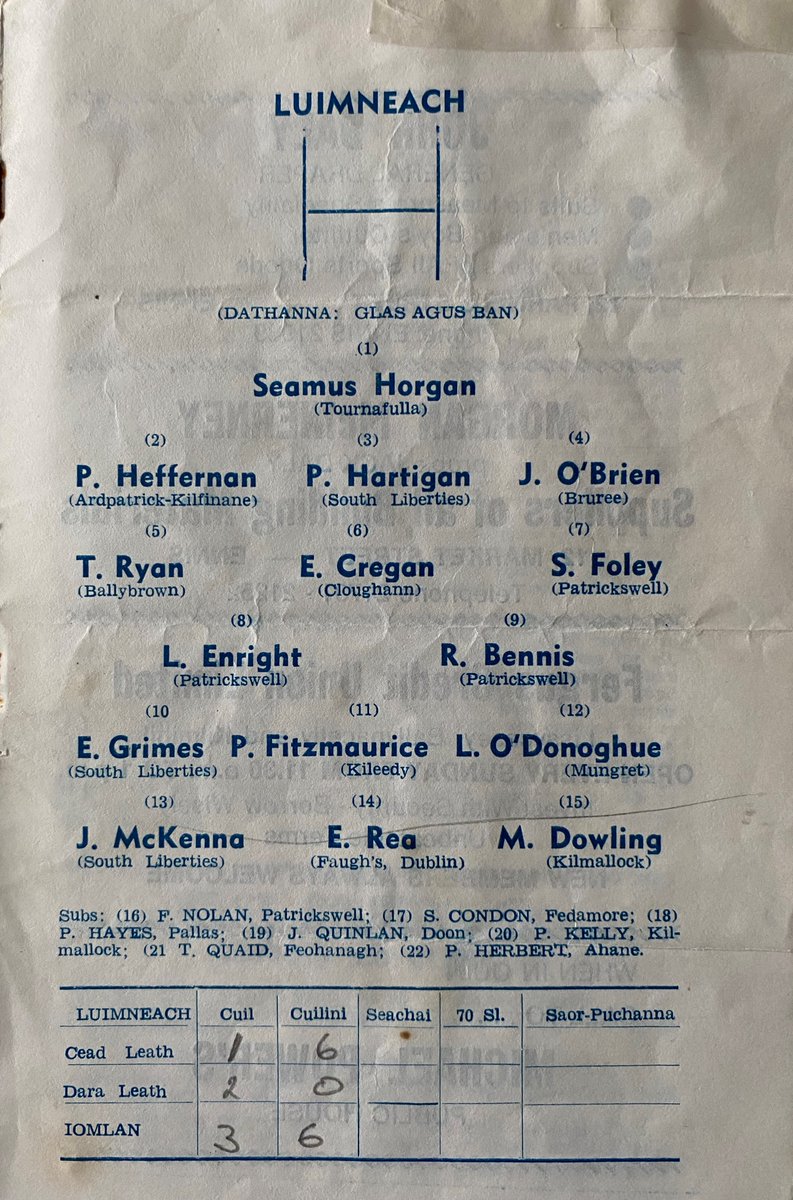 LUIMNEACH
(DATHANNA: GLAS AGUS BAN)
(1)
Seamus Horgan
(Tournafulla)
(2) (3) (4)
P. Heffernan P. Hartigan J. O'Brien
(Ardpatrick-Kilfinane) (South Liberties) (Bruree)
(5) (6) (7)
T. Ryan E. Cregan S. Foley
(Ballybrown) (Cloughann) (Patrickswell)
(8) (9)
L. Enright R. Bennis
(Patrickswell) (Patrickswell)
(10 (11) (12)
E. Grimes P. Fitzmaurice L. O'Donoghue
(South Liberties) (Kileedy) (Mungret)
(13) (14) (15)
J. McKenna E. Rea M. Dowling
(South Liberties) (Faugh's, Dublin) (Kilmallock)
Subs: (16) F. NOLAN, Patrickswell; (17) S. CONDON, Fedamore; (18)
P. HAYES, Pallas; (19) J. QUINLAN, Doon; (20) P. KELLY, Kil-
mallock; (21 T. QUAID, Feohanagh; (22) P. HERBERT, Ahane.
LUIMNEACH Cuil Cuilini Seachai 70 Sl. Saor-Puchanna
Cead Leath 1 6
Dara Leath 2 0
IOMLAN 3 6